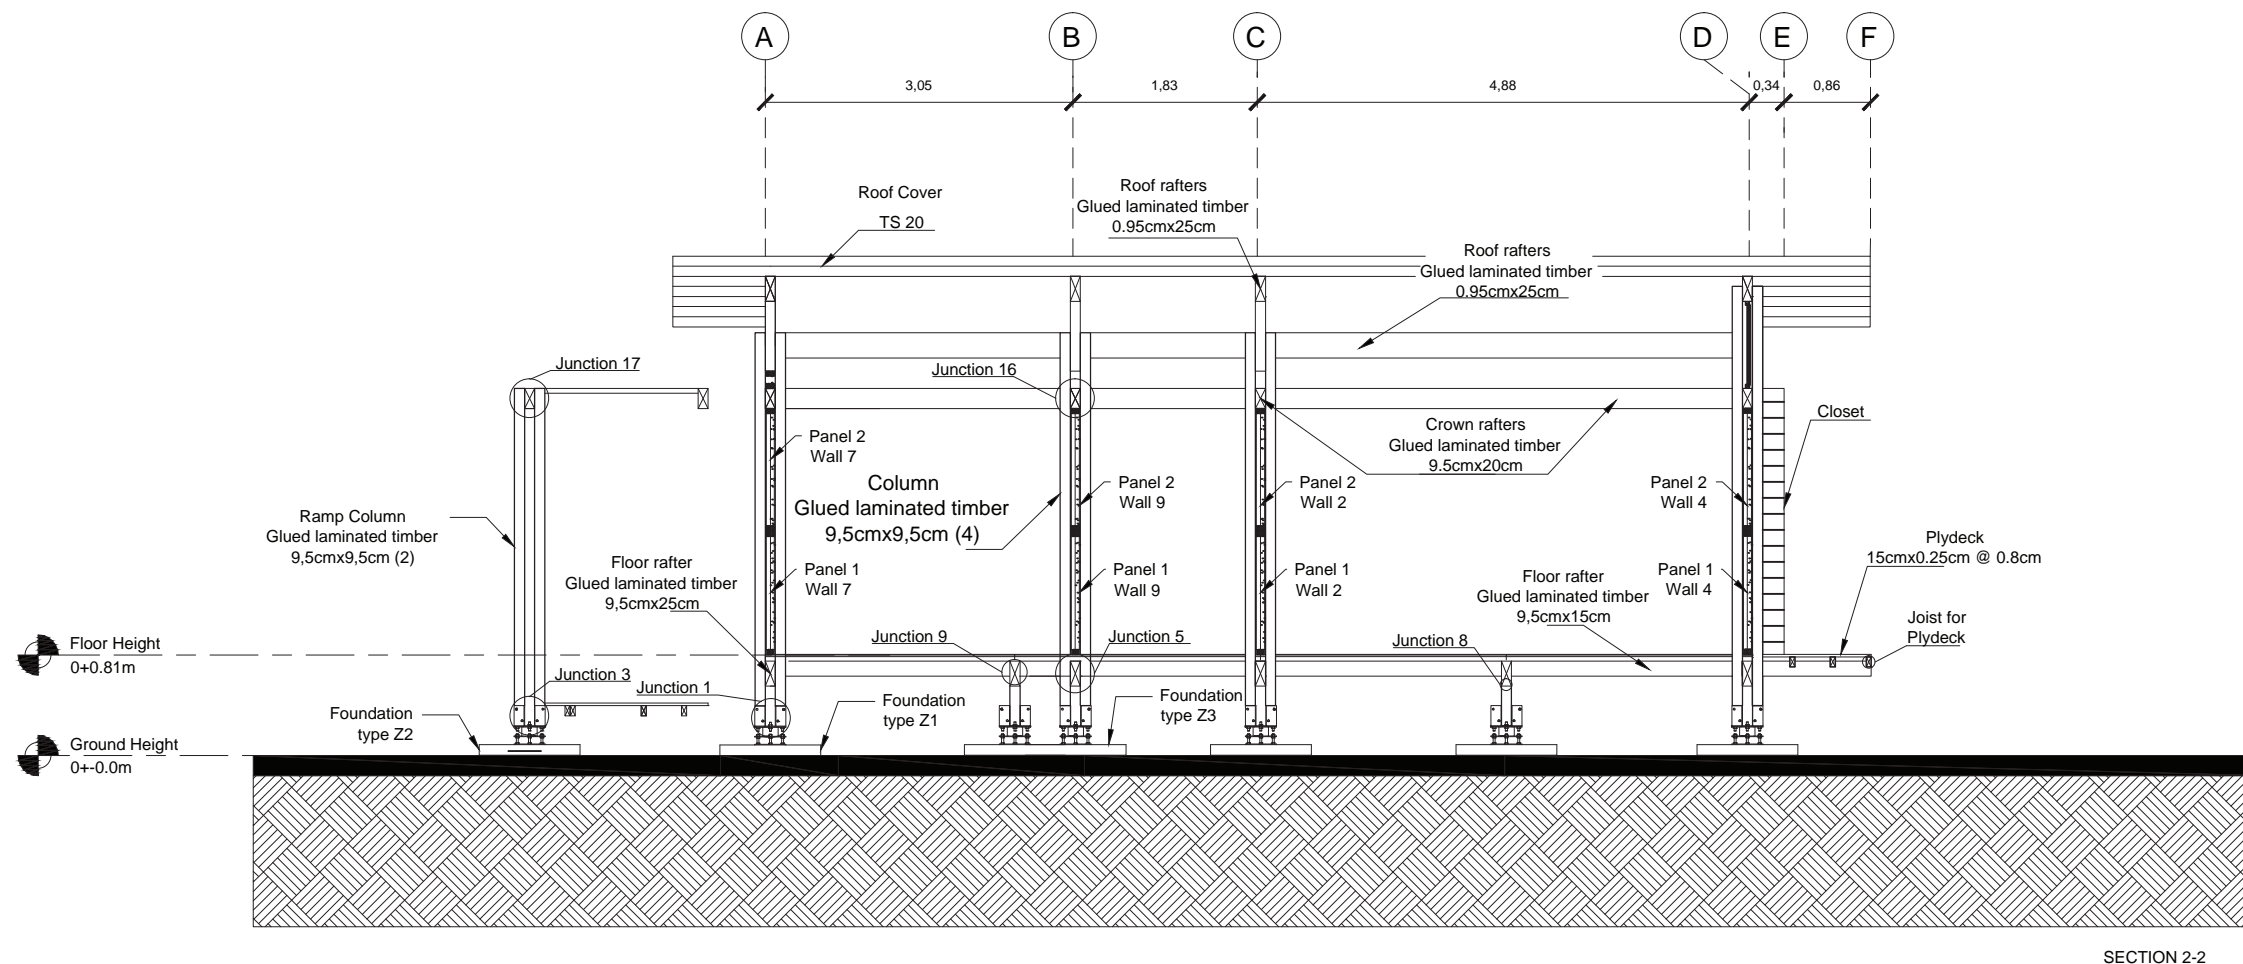 A
B
C
D
E
F
3,05
1,83
4,88
0,34
0,86
Roof Cover
TS 20
Roof rafters
Glued laminated timber
0.95cmx25cm
Roof rafters
Glued laminated timber
0.95cmx25cm
Junction 17
Junction 16
Closet
Panel 2
Wall 7
Crown rafters
Glued laminated timber
9.5cmx20cm
Column
Glued laminated timber
9,5cmx9,5cm (4)
Panel 2
Wall 9
Panel 2
Wall 2
Panel 2
Wall 4
Ramp Column
Glued laminated timber
9,5cmx9,5cm (2)
Plydeck
15cmx0.25cm @ 0.8cm
Floor rafter
Glued laminated timber
9,5cmx25cm
Panel 1
Wall 7
Panel 1
Wall 9
Panel 1
Wall 2
Floor rafter
Glued laminated timber
9,5cmx15cm
Panel 1
Wall 4
Joist for
Plydeck
Floor Height
0+0.81m
Junction 9
Junction 5
Junction 8
Junction 3
Junction 1
Foundation
type Z2
Foundation
type Z1
Foundation
type Z3
Ground Height
0+-0.0m
SECTION 2-2